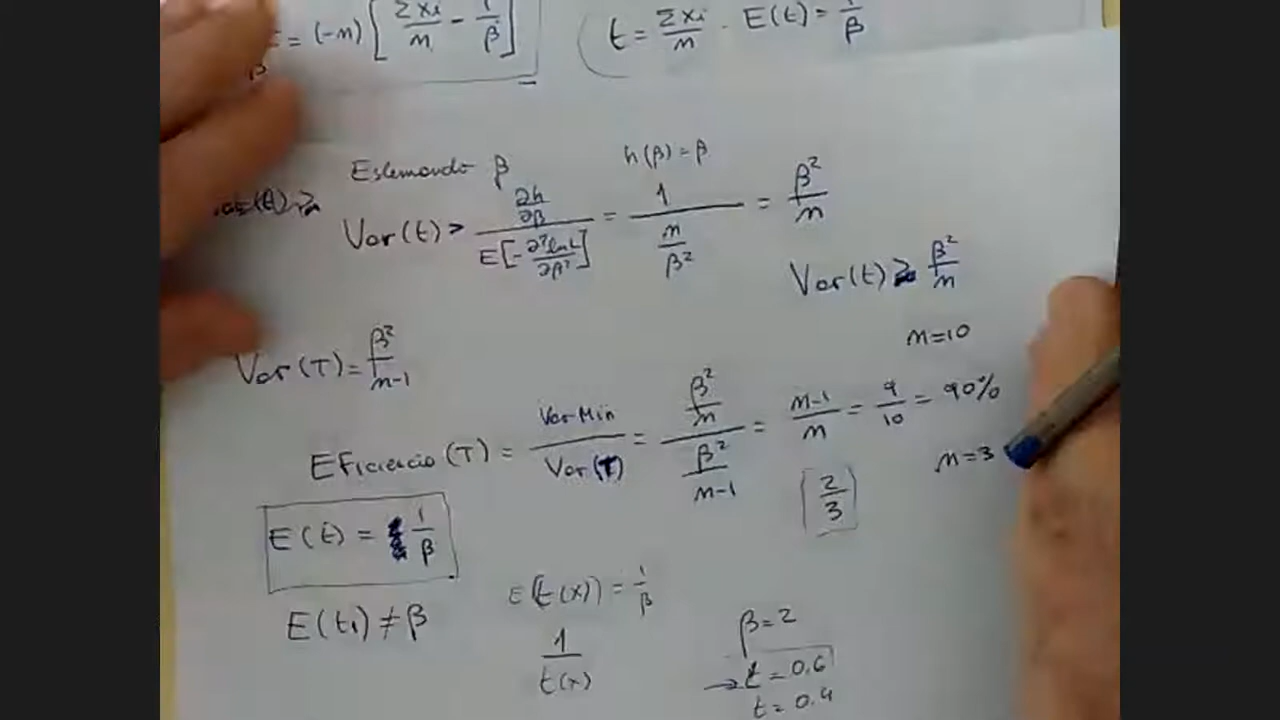 = (-n) [ Σxi/n - 1/β ]
t = Σxi/n . E(t) = 1/β
β
Estemando β
h(β) = β
Var(t) > (∂h/∂β) / E[-∂²lnL/∂β²] = 1 / (n/β²) = β²/n
Var(t) ≥ β²/n
n=10
Var(T) = β²/n-1
EFiciencia (T) = Var Min / Var(T) = (β²/n) / (β²/n-1) = n-1/n = 9/10 = 90%
[2/3]
n=3
E(t) = 1/β
E(t₁) ≠ β
E(t(x)) = 1/β
1/t(x)
β=2
→ t = 0.6
t = 0.4